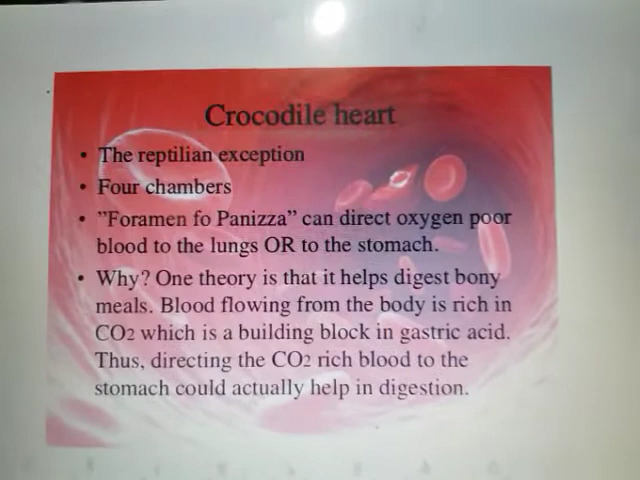 Crocodile heart
• The reptilian exception
• Four chambers
• ”Foramen fo Panizza” can direct oxygen poor
blood to the lungs OR to the stomach.
• Why? One theory is that it helps digest bony
meals. Blood flowing from the body is rich in
CO2 which is a building block in gastric acid.
Thus, directing the CO2 rich blood to the
stomach could actually help in digestion.